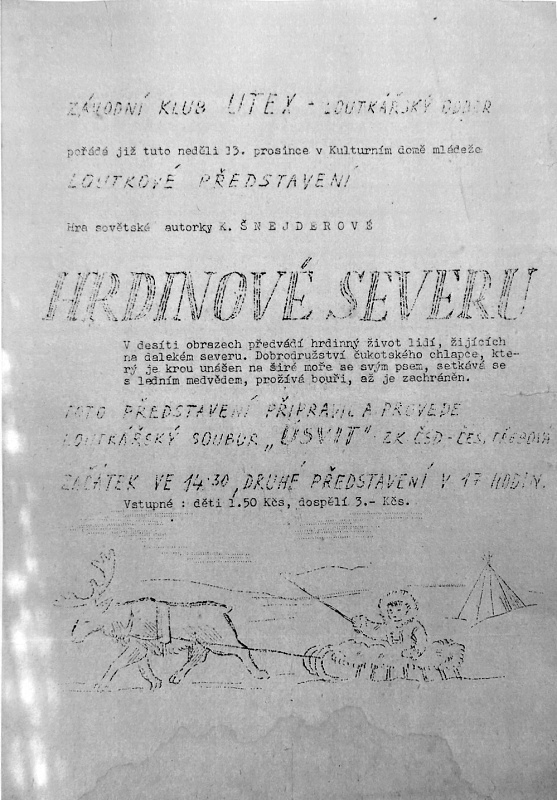 ZÁVODNÍ KLUB UTEX - LOUTKÁŘSKÝ ODBOR
pořádá již tuto neděli 13. prosince v Kulturním domě mládeže
LOUTKOVÉ PŘEDSTAVENÍ
Hra sovětské autorky K. ŠNEJDEROVÉ
HRDINOVÉ SEVERU
V desíti obrazech předvádí hrdinný život lidí, žijících
na dalekém severu. Dobrodružství čukotského chlapce, kte-
rý je krou unášen na širé moře se svým psem, setkává se
s ledním medvědem, prožívá bouři, až je zachráněn.
TOTO PŘEDSTAVENÍ PŘIPRAVIL A PROVEDE
LOUTKÁŘSKÝ SOUBOR „ÚSVIT" ZK ČSD - ČES. TŘEBOVÁ
ZAČÁTEK VE 14.30, DRUHÉ PŘEDSTAVENÍ V 17 HODIN.
Vstupné : děti 1.50 Kčs, dospělí 3.- Kčs.